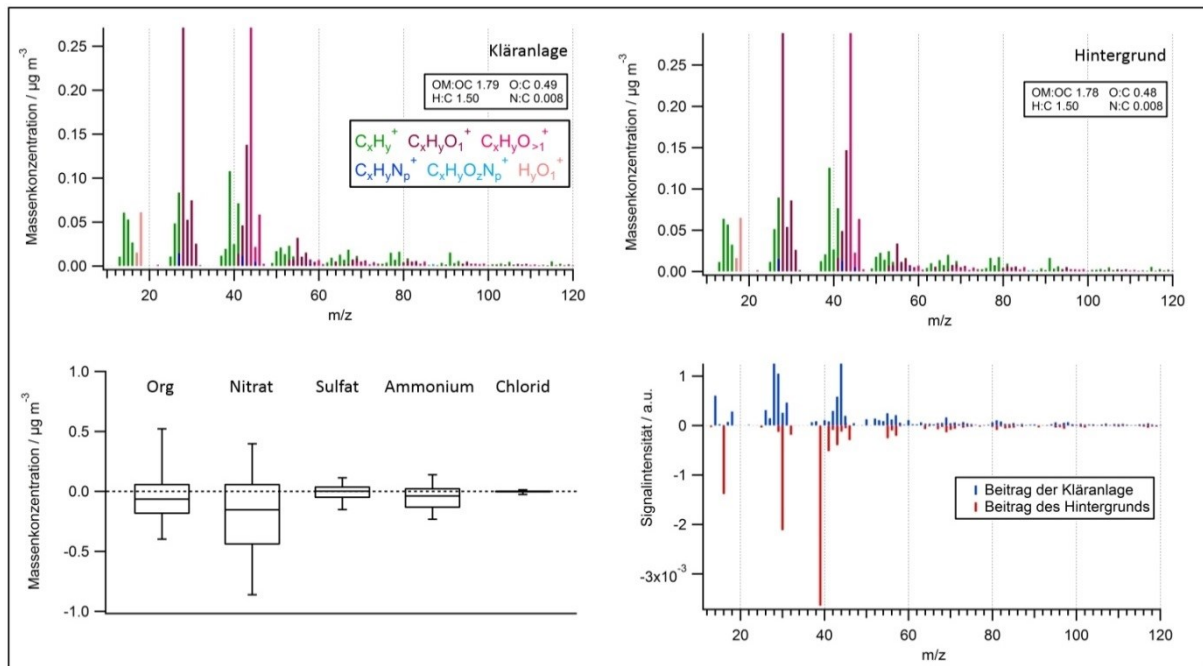 Kläranlage
OM:OC 1.79 O:C 0.49
H:C 1.50 N:C 0.008
CxHy+ CxHyO1+ CxHyO>1+
CxHyNp+ CxHyOzNp+ HyO1+
Massenkonzentration / µg m-3
0.25
0.20
0.15
0.10
0.05
0.00
20 40 60 80 100 120
m/z
Hintergrund
OM:OC 1.78 O:C 0.48
H:C 1.50 N:C 0.008
Massenkonzentration / µg m-3
0.25
0.20
0.15
0.10
0.05
0.00
20 40 60 80 100 120
m/z
Massenkonzentration / µg m-3
1.0
0.5
0.0
-0.5
-1.0
Org Nitrat Sulfat Ammonium Chlorid
Signalintensität / a.u.
1
0
-1
-2
-3x10-3
Beitrag der Kläranlage
Beitrag des Hintergrunds
20 40 60 80 100 120
m/z